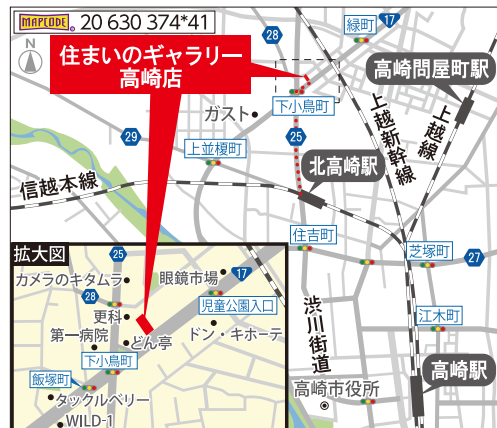 MAPCODE® 20 630 374*41
N
住まいのギャラリー
高崎店
28
緑町
17
高崎問屋町駅
ガスト
下小鳥町
上越新幹線
上越線
29
上並榎町
25
北高崎駅
信越本線
住吉町
芝塚町
27
渋川街道
江木町
高崎駅
高崎市役所
拡大図
25
カメラのキタムラ
眼鏡市場
17
28
児童公園入口
更科
ドン・キホーテ
第一病院
どん亭
下小鳥町
飯塚町
タックルベリー
WILD-1